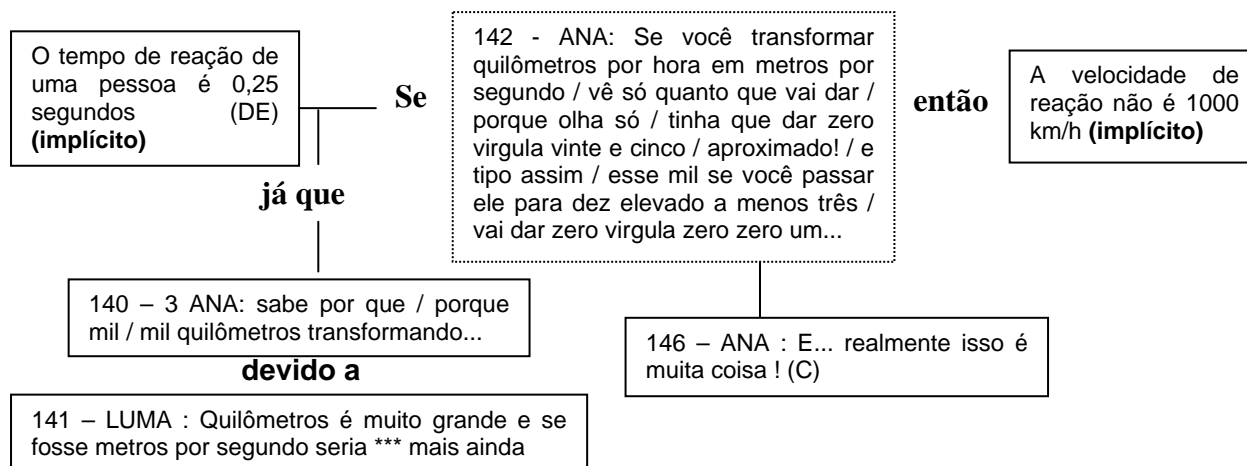 O tempo de reação de
uma pessoa é 0,25
segundos (DE)
(implícito)
Se
142 - ANA: Se você transformar
quilômetros por hora em metros por
segundo / vê só quanto que vai dar /
porque olha só / tinha que dar zero
virgula vinte e cinco / aproximado! / e
tipo assim / esse mil se você passar
ele para dez elevado a menos três /
vai dar zero virgula zero zero um...
então
A velocidade de
reação não é 1000
km/h (implícito)
já que
140 – 3 ANA: sabe por que / porque
mil / mil quilômetros transformando...
devido a
141 – LUMA : Quilômetros é muito grande e se
fosse metros por segundo seria *** mais ainda
146 – ANA : E... realmente isso é
muita coisa ! (C)